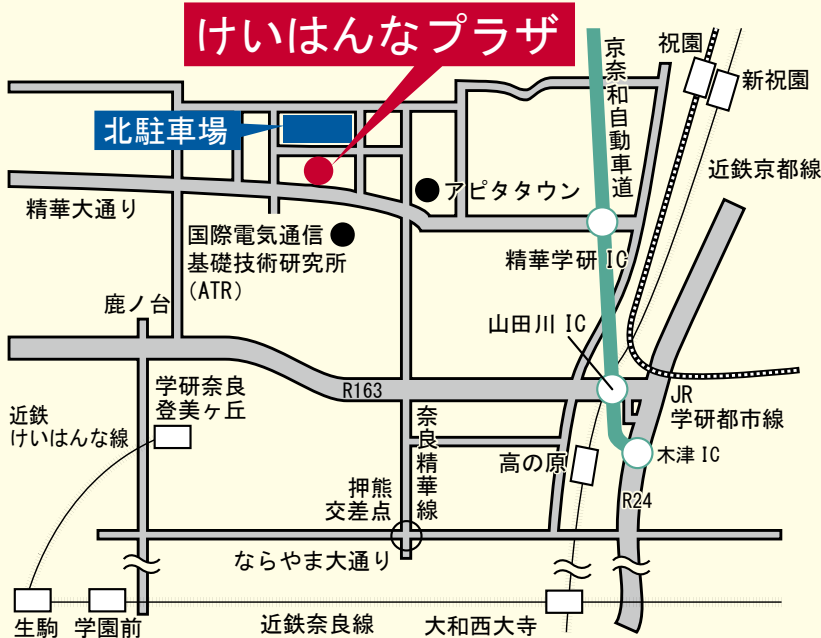 けいはんなプラザ
北駐車場
京奈和自動車道
祝園
新祝園
近鉄京都線
アピタタウン
精華大通り
国際電気通信
基礎技術研究所
(ATR)
精華学研 IC
鹿ノ台
山田川 IC
R163
学研奈良
登美ヶ丘
近鉄
けいはんな線
JR
学研都市線
奈良精華線
高の原
木津 IC
押熊
交差点
R24
ならやま大通り
生駒
学園前
近鉄奈良線
大和西大寺